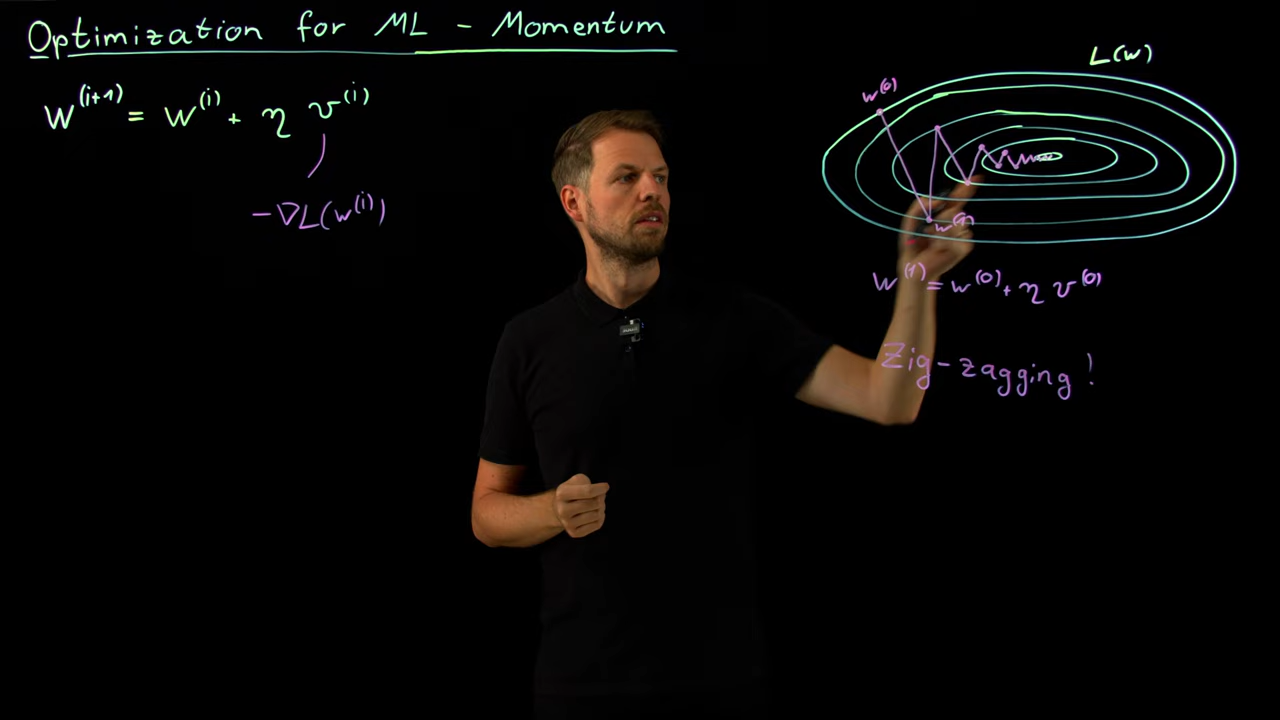 Optimization for ML - Momentum
w^(i+1) = w^(i) + η v^(i)
-∇L(w^(i))
L(w)
w^(0)
w^(1) = w^(0) + η v^(0)
Zig-zagging!